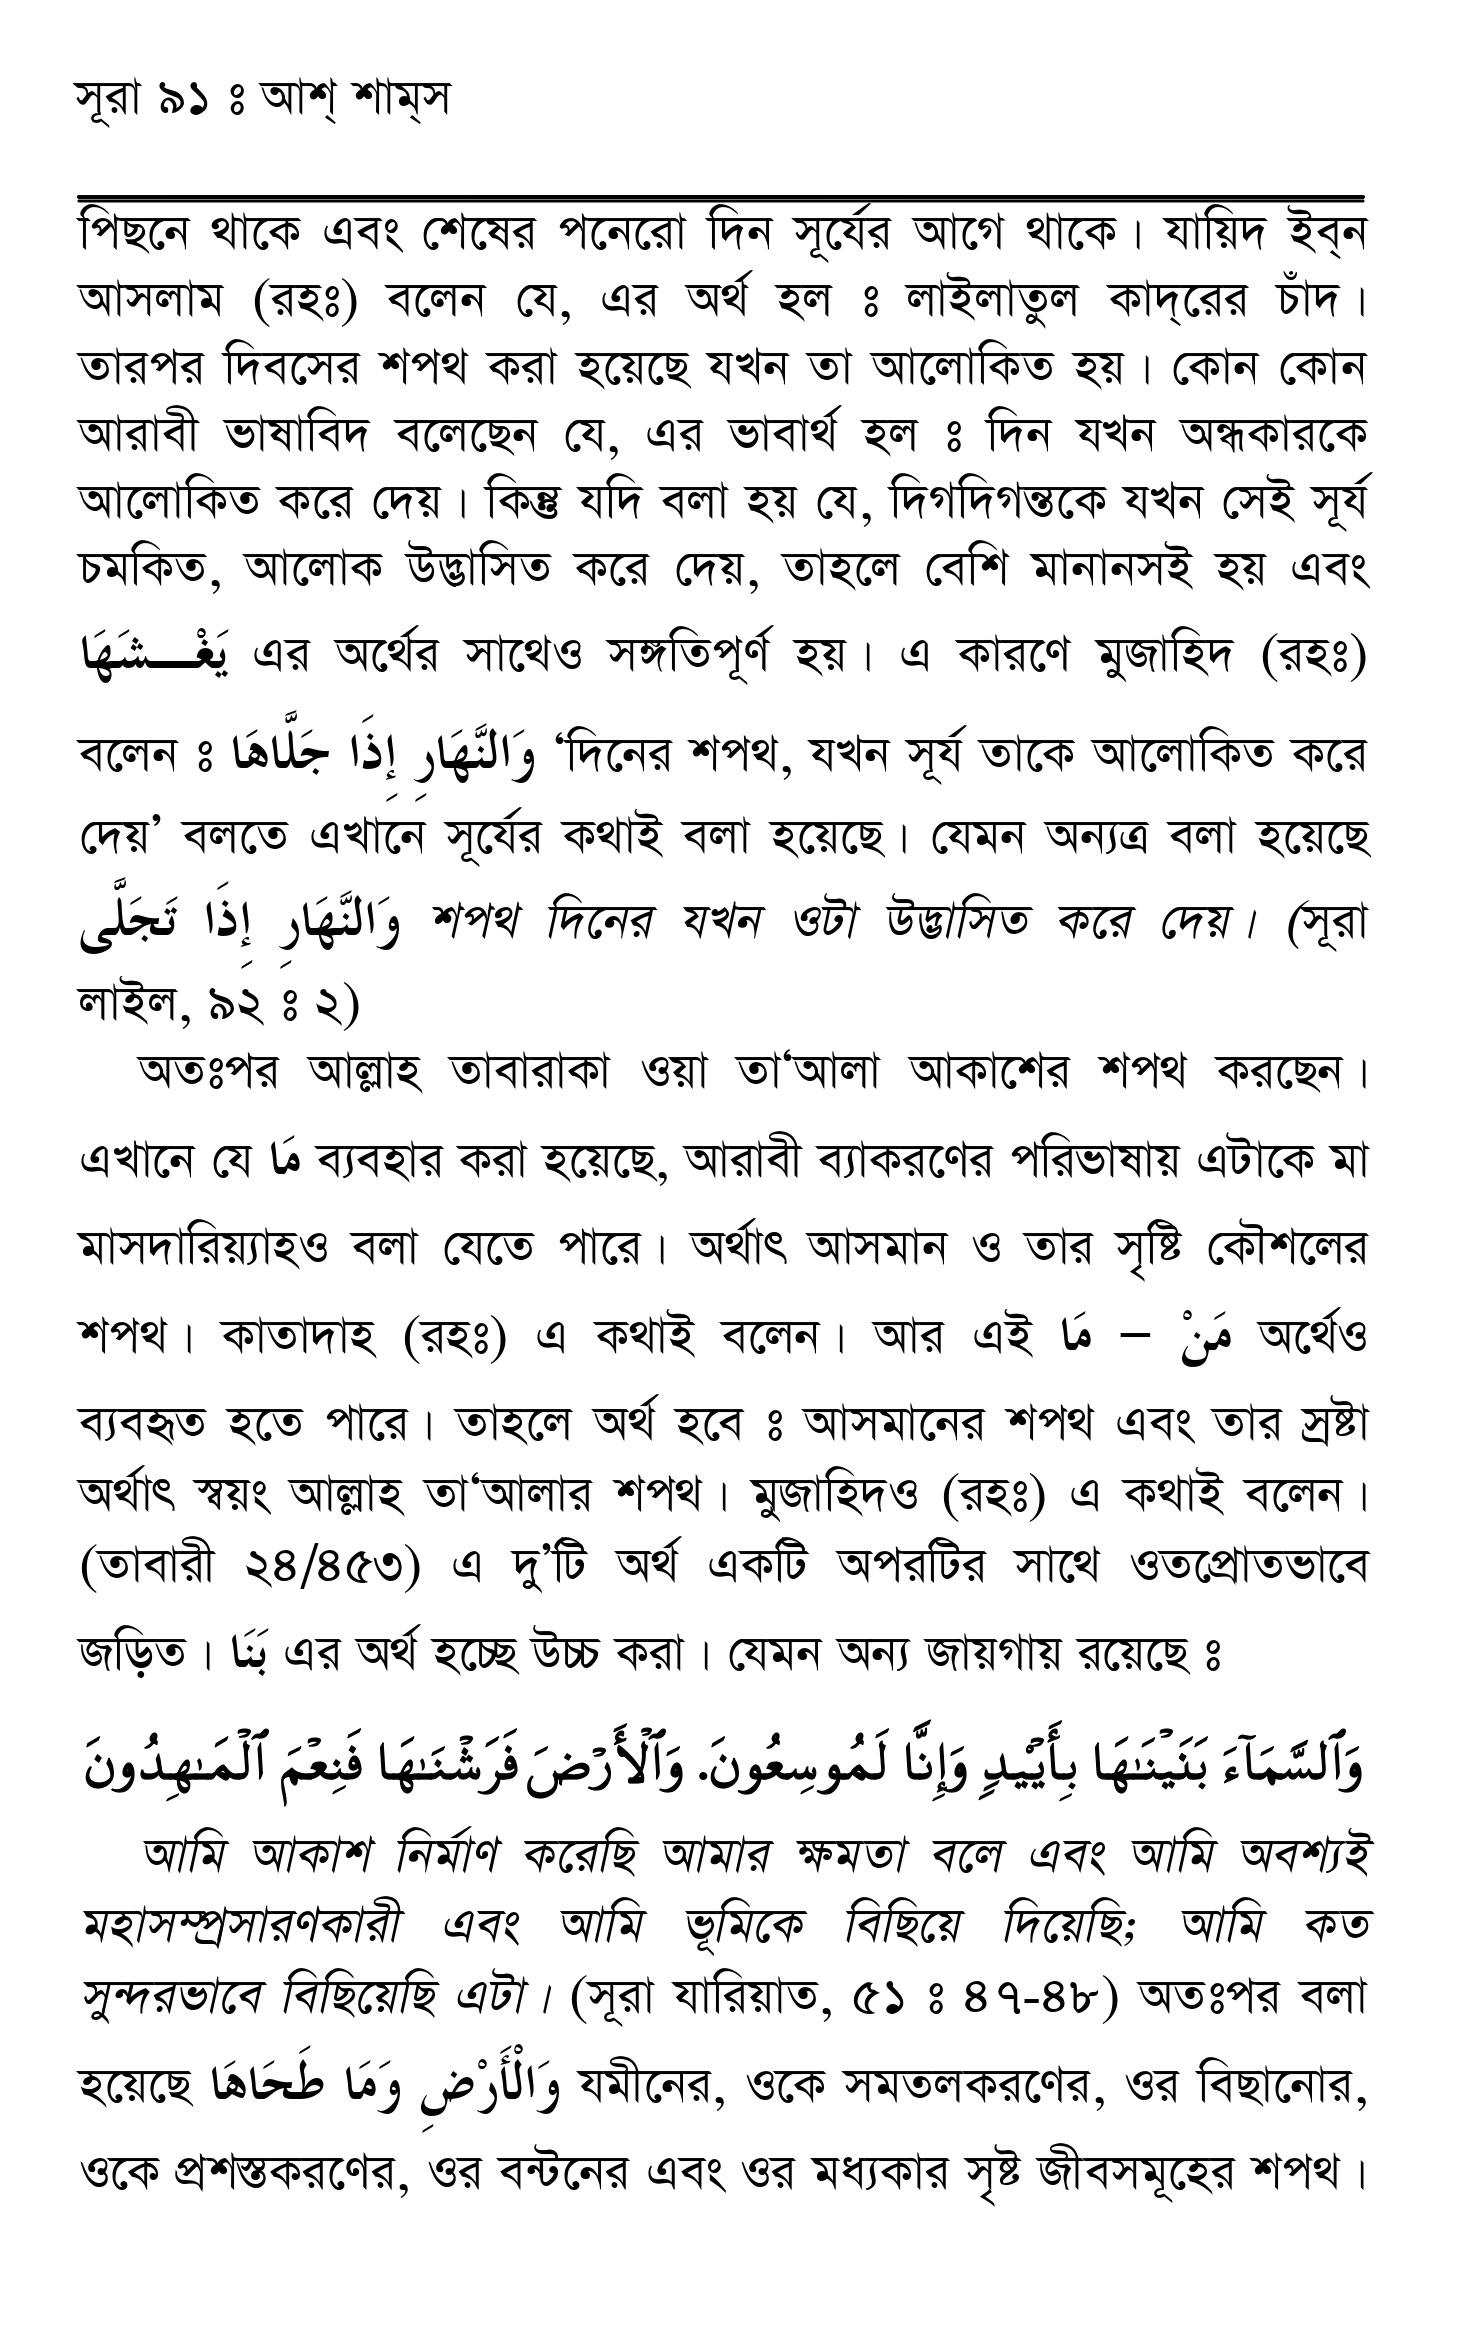 সূরা ৯১ ঃ আশ্ শাম্‌স
পিছনে থাকে এবং শেষের পনেরো দিন সূর্যের আগে থাকে। যায়িদ ইব্‌ন
আসলাম (রহঃ) বলেন যে, এর অর্থ হল ঃ লাইলাতুল কাদ্‌রের চাঁদ।
তারপর দিবসের শপথ করা হয়েছে যখন তা আলোকিত হয়। কোন কোন
আরাবী ভাষাবিদ বলেছেন যে, এর ভাবার্থ হল ঃ দিন যখন অন্ধকারকে
আলোকিত করে দেয়। কিন্তু যদি বলা হয় যে, দিগদিগন্তকে যখন সেই সূর্য
চমকিত, আলোক উদ্ভাসিত করে দেয়, তাহলে বেশি মানানসই হয় এবং
يَغْـــشَهَا এর অর্থের সাথেও সঙ্গতিপূর্ণ হয়। এ কারণে মুজাহিদ (রহঃ)
বলেন ঃ وَالنَّهَارِ إِذَا جَلَّاهَا ‘দিনের শপথ, যখন সূর্য তাকে আলোকিত করে
দেয়’ বলতে এখানে সূর্যের কথাই বলা হয়েছে। যেমন অন্যত্র বলা হয়েছে
وَالنَّهَارِ إِذَا تَجَلَّى শপথ দিনের যখন ওটা উদ্ভাসিত করে দেয়। (সূরা
লাইল, ৯২ ঃ ২)
অতঃপর আল্লাহ তাবারাকা ওয়া তা‘আলা আকাশের শপথ করছেন।
এখানে যে مَا ব্যবহার করা হয়েছে, আরাবী ব্যাকরণের পরিভাষায় এটাকে মা
মাসদারিয়্যাহও বলা যেতে পারে। অর্থাৎ আসমান ও তার সৃষ্টি কৌশলের
শপথ। কাতাদাহ (রহঃ) এ কথাই বলেন। আর এই مَا – مَنْ অর্থেও
ব্যবহৃত হতে পারে। তাহলে অর্থ হবে ঃ আসমানের শপথ এবং তার স্রষ্টা
অর্থাৎ স্বয়ং আল্লাহ তা‘আলার শপথ। মুজাহিদও (রহঃ) এ কথাই বলেন।
(তাবারী ২৪/৪৫৩) এ দু’টি অর্থ একটি অপরটির সাথে ওতপ্রোতভাবে
জড়িত। بَنَا এর অর্থ হচ্ছে উচ্চ করা। যেমন অন্য জায়গায় রয়েছে ঃ
وَٱلسَّمَآءَ بَنَيْنَـٰهَا بِأَيْي۟دٍ وَإِنَّا لَمُوسِعُونَ. وَٱلْأَرْضَ فَرَشْنَـٰهَا فَنِعْمَ ٱلْمَـٰهِدُونَ
আমি আকাশ নির্মাণ করেছি আমার ক্ষমতা বলে এবং আমি অবশ্যই
মহাসম্প্রসারণকারী এবং আমি ভূমিকে বিছিয়ে দিয়েছি; আমি কত
সুন্দরভাবে বিছিয়েছি এটা। (সূরা যারিয়াত, ৫১ ঃ ৪৭-৪৮) অতঃপর বলা
হয়েছে وَالْأَرْضِ وَمَا طَحَاهَا যমীনের, ওকে সমতলকরণের, ওর বিছানোর,
ওকে প্রশস্তকরণের, ওর বন্টনের এবং ওর মধ্যকার সৃষ্ট জীবসমূহের শপথ।